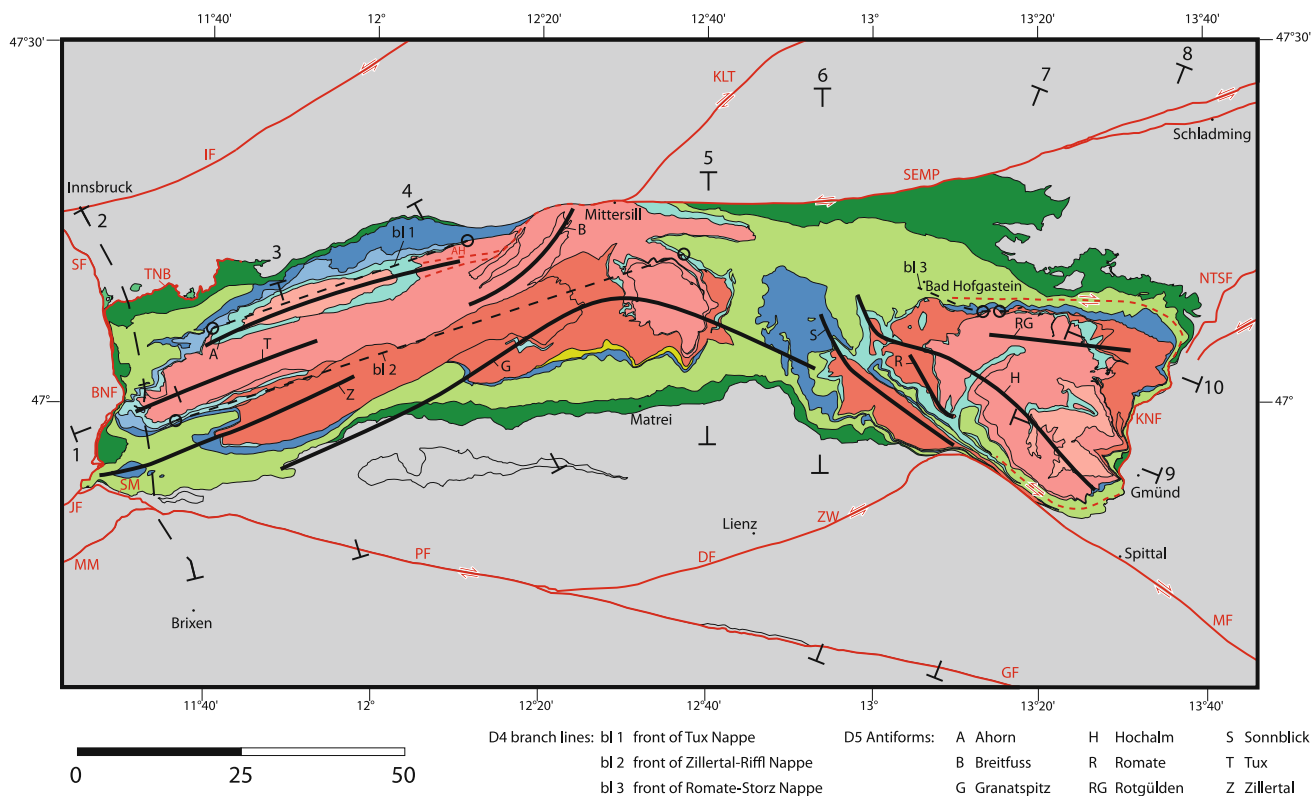 11°40'
12°
12°20
12°40
13°
13°20
13°40
47°30'
47°30'
8
7
6
KLT
Schladming
IF
5
SEMP
Innsbruck
2
4
Mittersill
B
SF
bl 1
AH
TNB
3
bl 3
Bad Hofgastein
NTSF
RG
A
T
S
bl 2
R
G
H
BNF
Z
10
47°
47°
Matrei
KNF
1
9
Gmünd
SM
JF
Lienz
ZW
Spittal
MM
PF
DF
Brixen
MF
GF
11°40'
12°
12°20
12°40
13°
13°20
13°40
D4 branch lines: bl 1 front of Tux Nappe D5 Antiforms: A Ahorn H Hochalm S Sonnblick
bl 2 front of Zillertal-Riffl Nappe B Breitfuss R Romate T Tux
0 25 50 bl 3 front of Romate-Storz Nappe G Granatspitz RG Rotgülden Z Zillertal